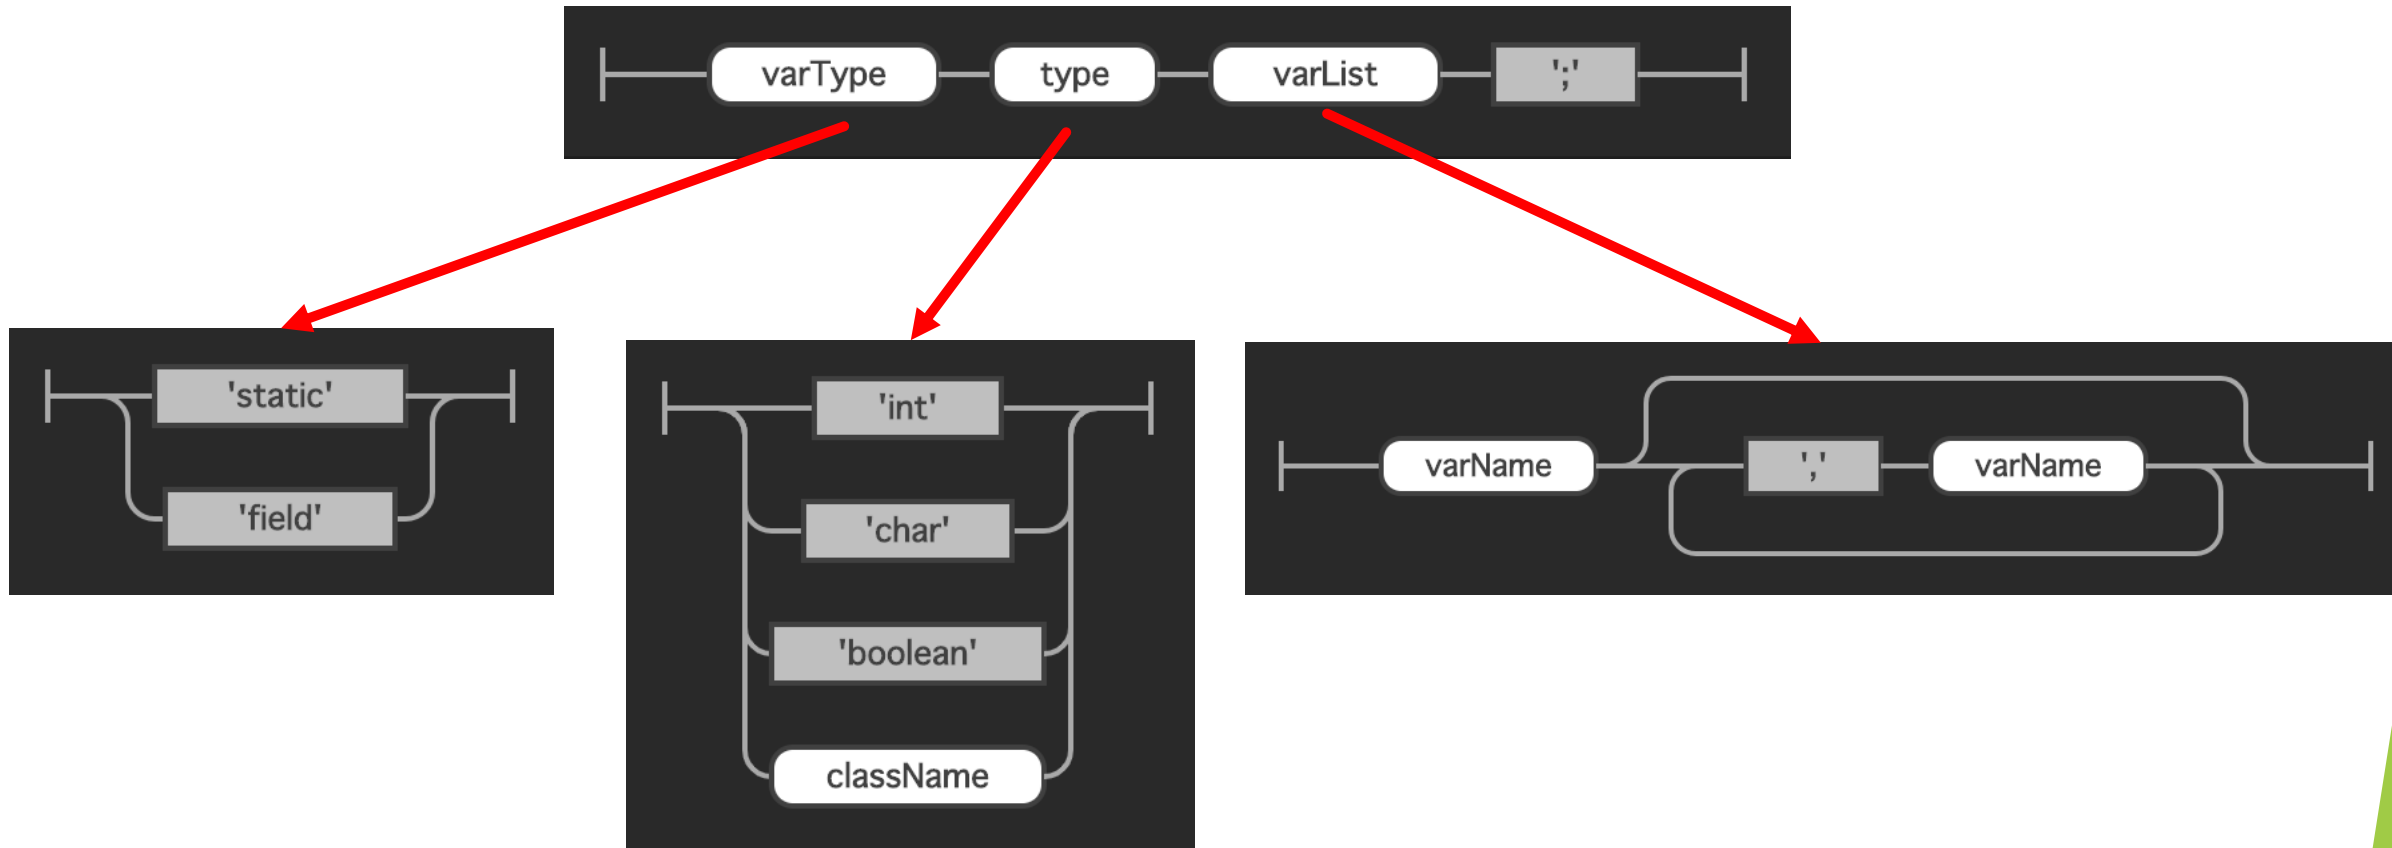 varType type varList ';'
'static'
'field'
'int'
'char'
'boolean'
className
varName ',' varName